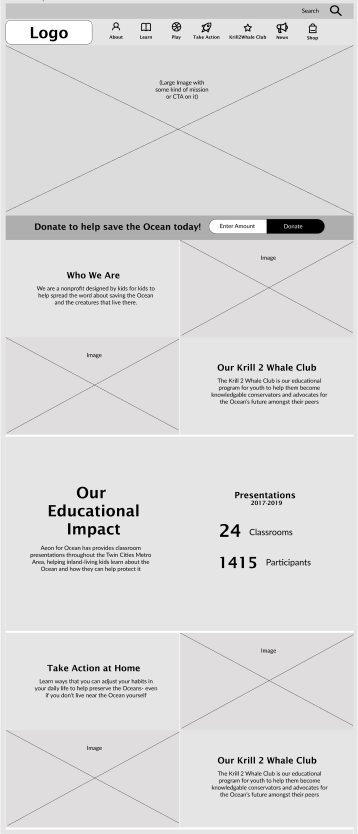 Search
Logo
About
Learn
Play
Take Action
Krill2Whale Club
News
Shop
(Large Image with
some kind of mission
or CTA on it)
Donate to help save the Ocean today!
Enter Amount
Donate
Who We Are
We are a nonprofit designed by kids for kids to
help spread the word about saving the Ocean
and the creatures that live there.
Image
Image
Our Krill 2 Whale Club
The Krill 2 Whale Club is our educational
program for youth to help them become
knowledgable conservators and advocates for
the Ocean's future amongst their peers
Our
Educational
Impact
Aeon for Ocean has provides classroom
presentations throughout the Twin Cities Metro
Area, helping inland-living kids learn about the
Ocean and how they can help protect it
Presentations
2017-2019
24 Classrooms
1415 Participants
Take Action at Home
Learn ways that you can adjust your habits in
your daily life to help preserve the Oceans- even
if you don't live near the Ocean yourself
Image
Image
Our Krill 2 Whale Club
The Krill 2 Whale Club is our educational
program for youth to help them become
knowledgable conservators and advocates for
the Ocean's future amongst their peers